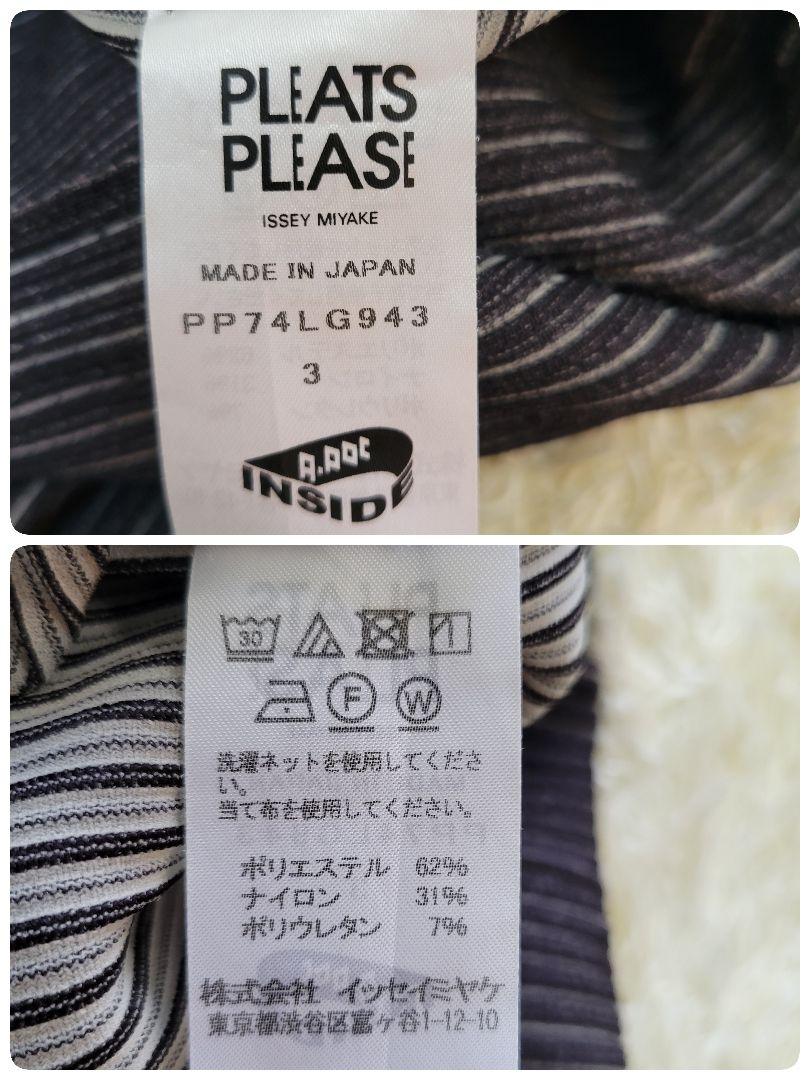 PLEATS
PLEASE
ISSEY MIYAKE
MADE IN JAPAN
PP74LG943
3
A.POC
INSIDE
30
F
W
洗濯ネットを使用してくださ
い。
当て布を使用してください。
ポリエステル 62%
ナイロン 31%
ポリウレタン 7%
株式会社 イッセイミヤケ
東京都渋谷区富ヶ谷1-12-10